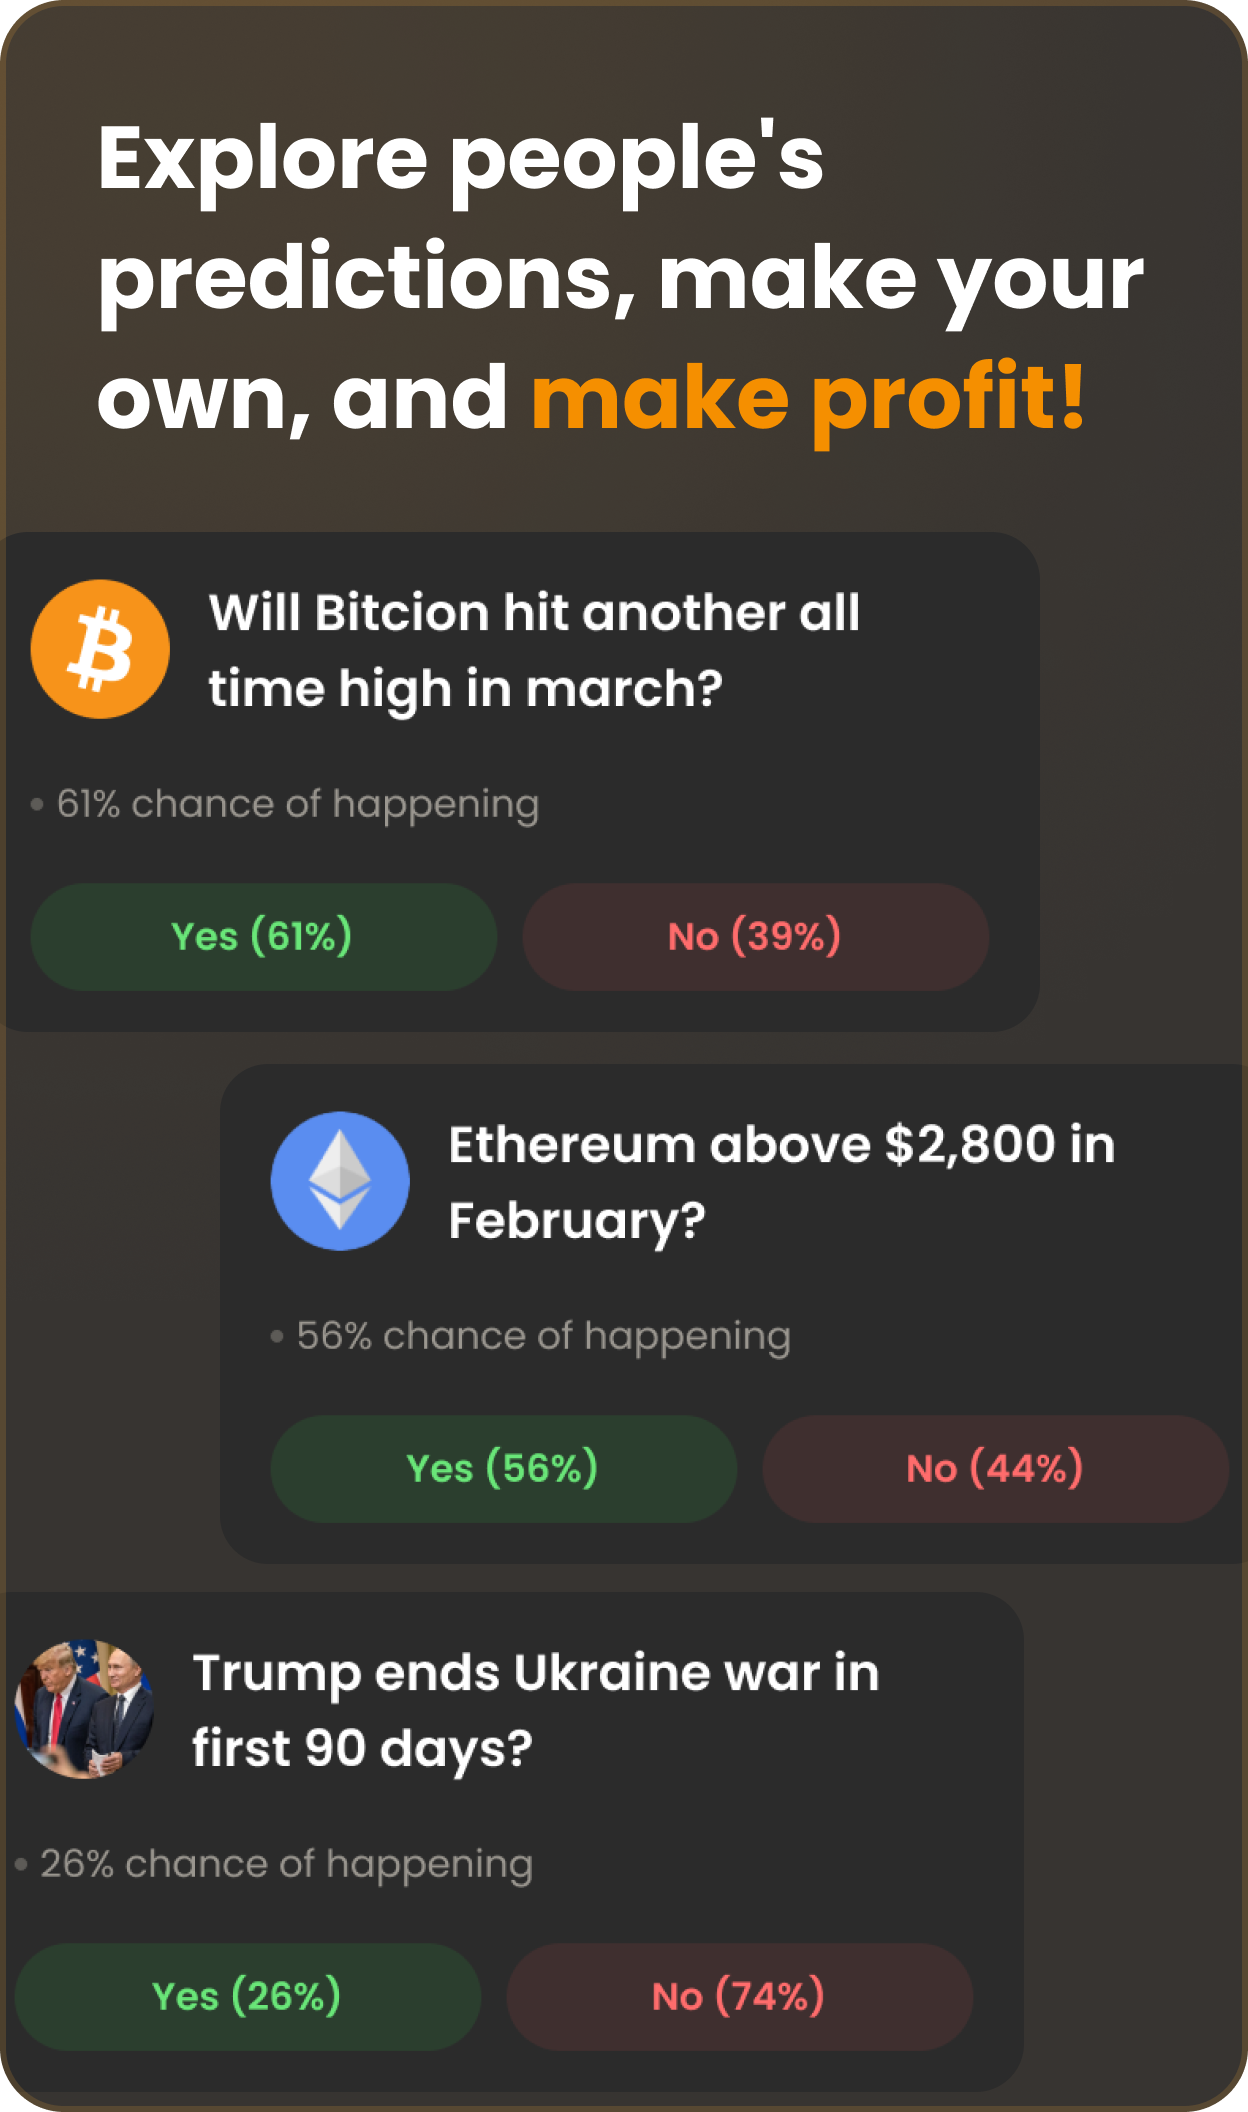 Explore people's
predictions, make your
own, and make profit!
Will Bitcion hit another all
time high in march?
• 61% chance of happening
Yes (61%)
No (39%)
Ethereum above $2,800 in
February?
• 56% chance of happening
Yes (56%)
No (44%)
Trump ends Ukraine war in
first 90 days?
• 26% chance of happening
Yes (26%)
No (74%)